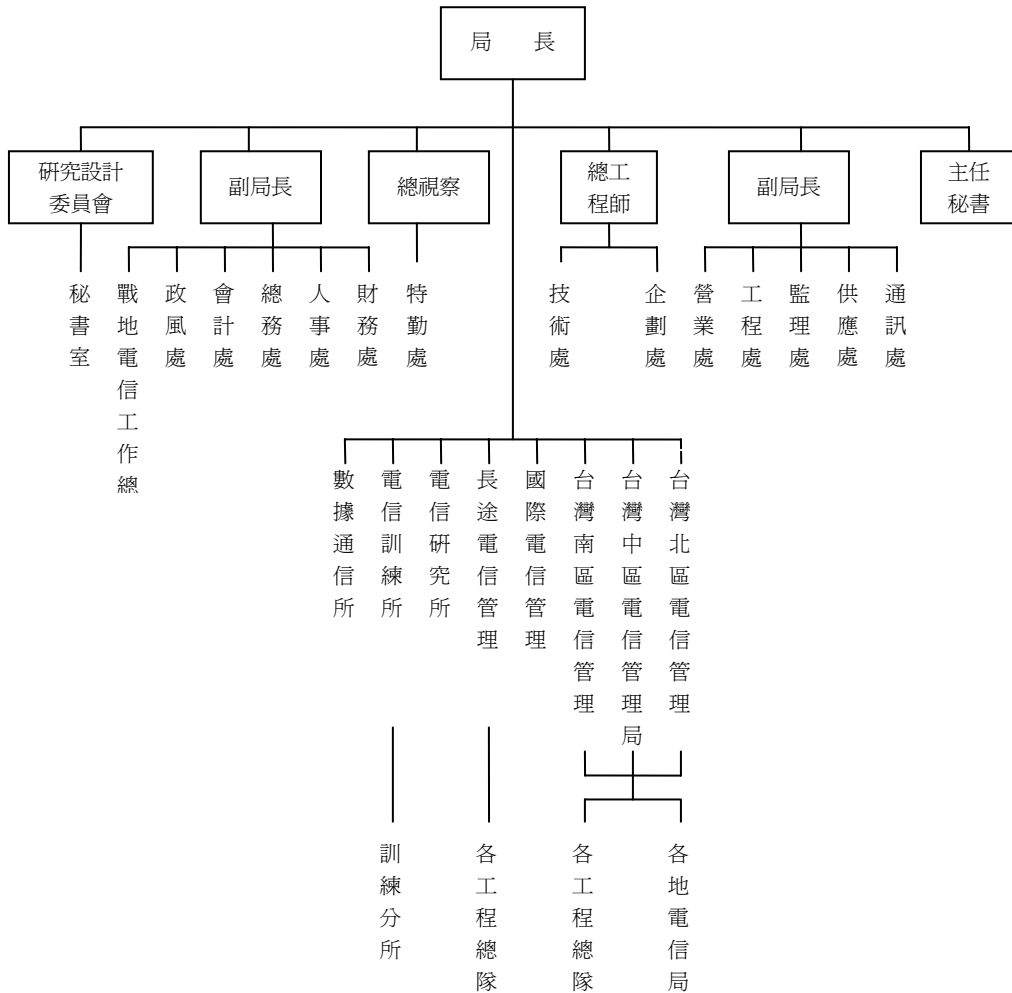 局長
研究設計
委員會
副局長
總視察
總工
程師
副局長
主任
秘書
秘書室
戰地電信工作總
政風處
會計處
總務處
人事處
財務處
特勤處
技術處
企劃處
營業處
工程處
監理處
供應處
通訊處
數據通信所
電信訓練所
電信研究所
長途電信管理
國際電信管理
台灣南區電信管理
台灣中區電信管理局
台灣北區電信管理
訓練分所
各工程總隊
各工程總隊
各地電信局